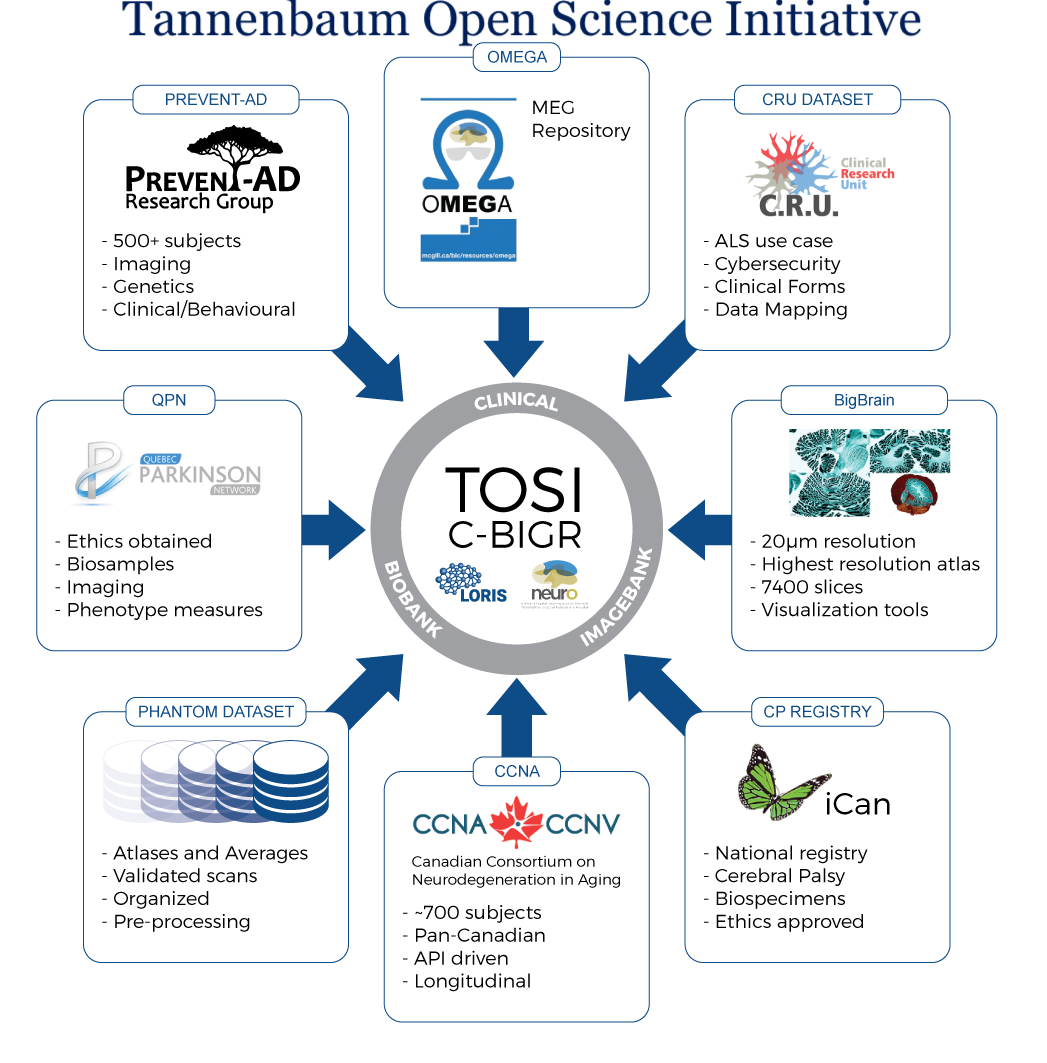 Tannenbaum Open Science Initiative
OMEGA
MEG
Repository
OMEGA
mcgill.ca/bic/resources/omega
PREVENT-AD
PREVENT-AD
Research Group
- 500+ subjects
- Imaging
- Genetics
- Clinical/Behavioural
CRU DATASET
Clinical
Research
Unit
C.R.U.
- ALS use case
- Cybersecurity
- Clinical Forms
- Data Mapping
QPN
QUEBEC
PARKINSON
NETWORK
- Ethics obtained
- Biosamples
- Imaging
- Phenotype measures
CLINICAL
BIOBANK
IMAGEBANK
TOSI
C-BIGR
LORIS
neuro
BigBrain
- 20µm resolution
- Highest resolution atlas
- 7400 slices
- Visualization tools
PHANTOM DATASET
- Atlases and Averages
- Validated scans
- Organized
- Pre-processing
CCNA
CCNA CCNV
Canadian Consortium on
Neurodegeneration in Aging
- ~700 subjects
- Pan-Canadian
- API driven
- Longitudinal
CP REGISTRY
iCan
- National registry
- Cerebral Palsy
- Biospecimens
- Ethics approved